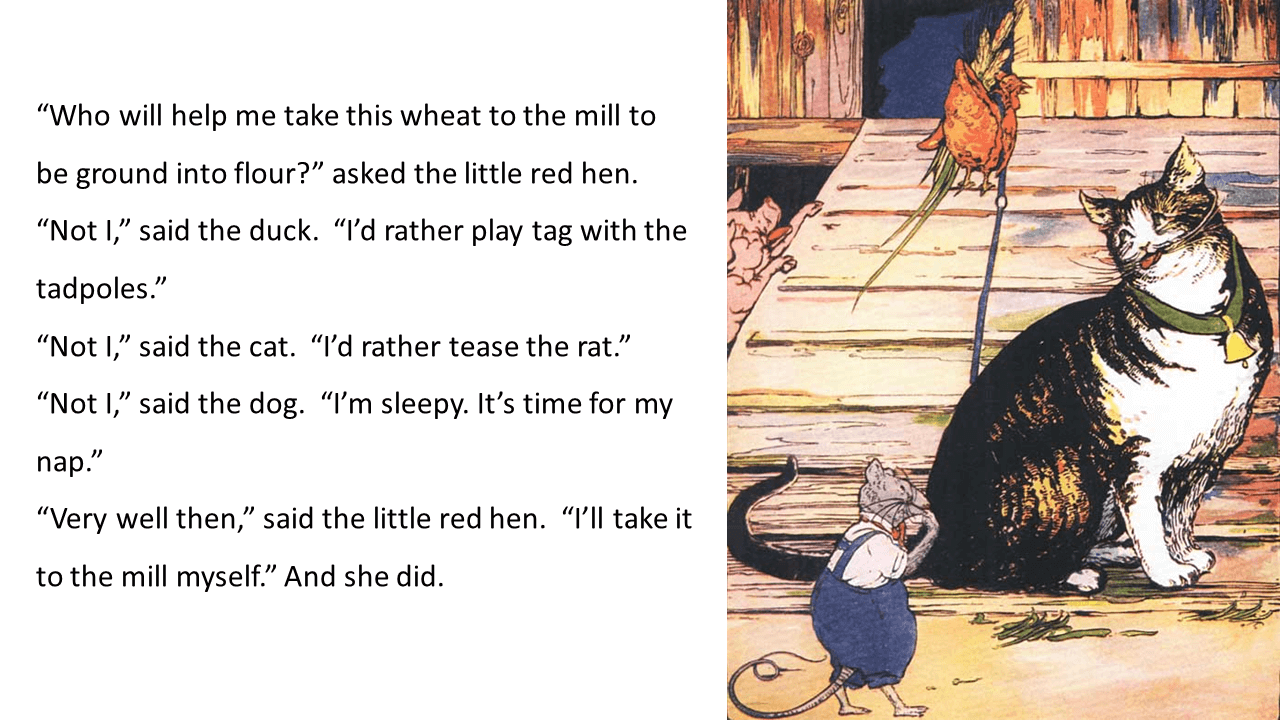 “Who will help me take this wheat to the mill to
be ground into flour?” asked the little red hen.
“Not I,” said the duck.  “I’d rather play tag with the
tadpoles.”
“Not I,” said the cat.  “I’d rather tease the rat.”
“Not I,” said the dog.  “I’m sleepy. It’s time for my
nap.”
“Very well then,” said the little red hen.  “I’ll take it
to the mill myself.” And she did.